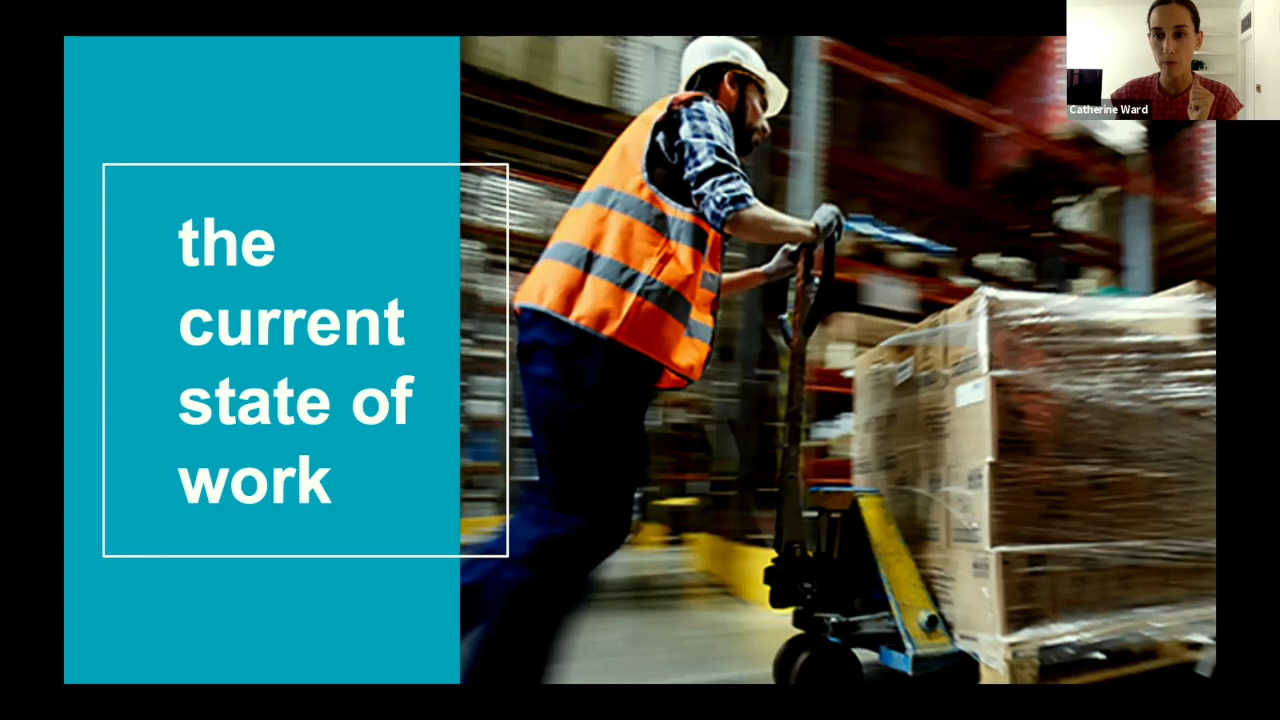 the
current
state of
work
Catherine Ward